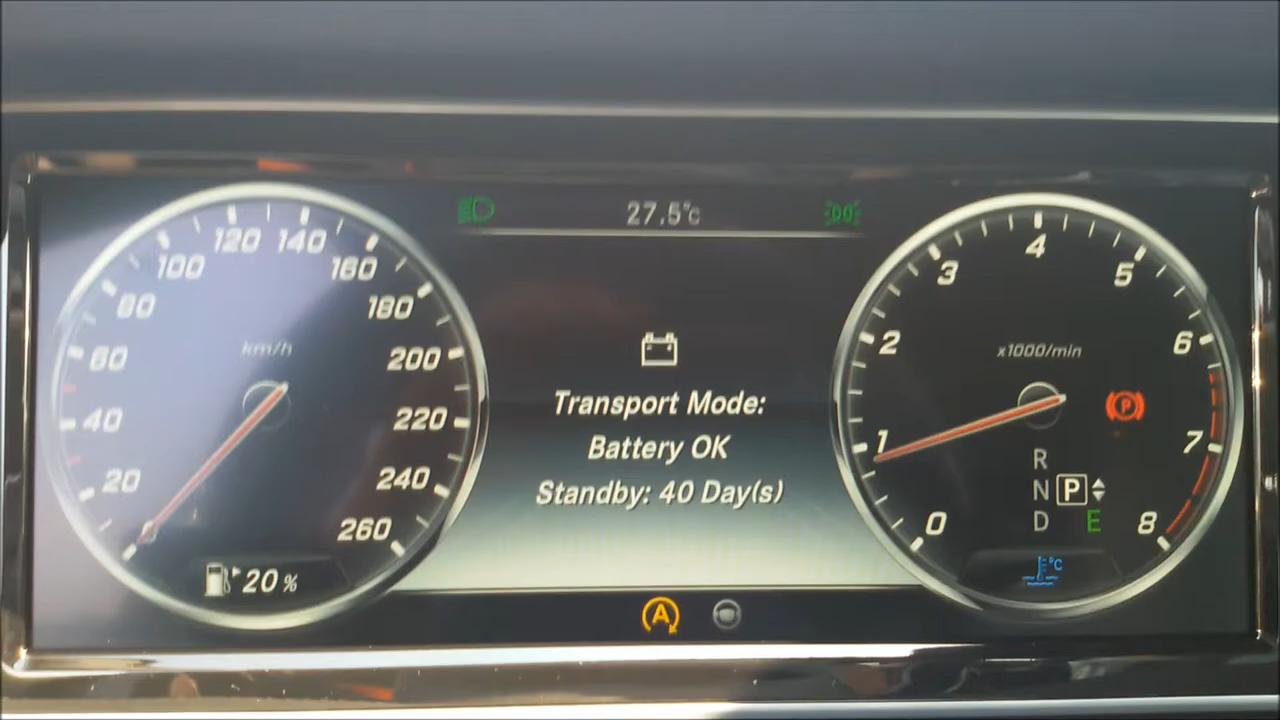 27.5°C
120 140
100 160
80 180
60 200
40 220
20 240
260
km/h
20%
Transport Mode:
Battery OK
Standby: 40 Day(s)
A
4
3 5
2 6
1 7
0 8
x1000/min
P
R
N P
D E
°C